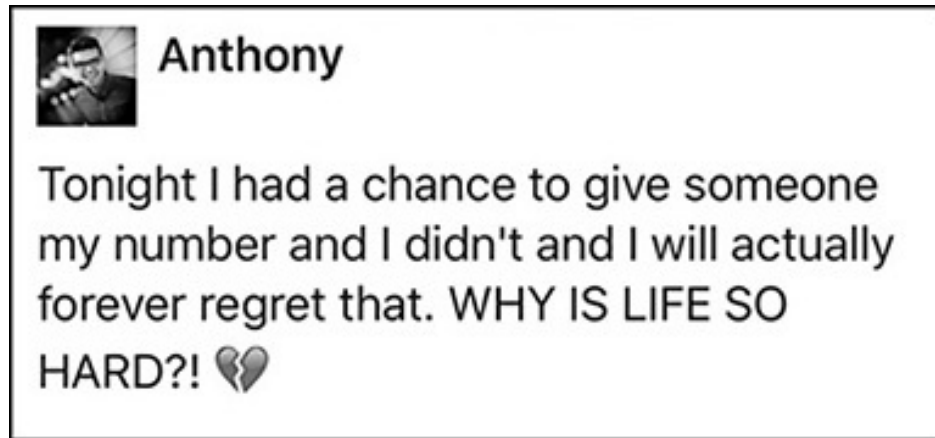 Anthony
Tonight I had a chance to give someone
my number and I didn't and I will actually
forever regret that. WHY IS LIFE SO
HARD?! 💔